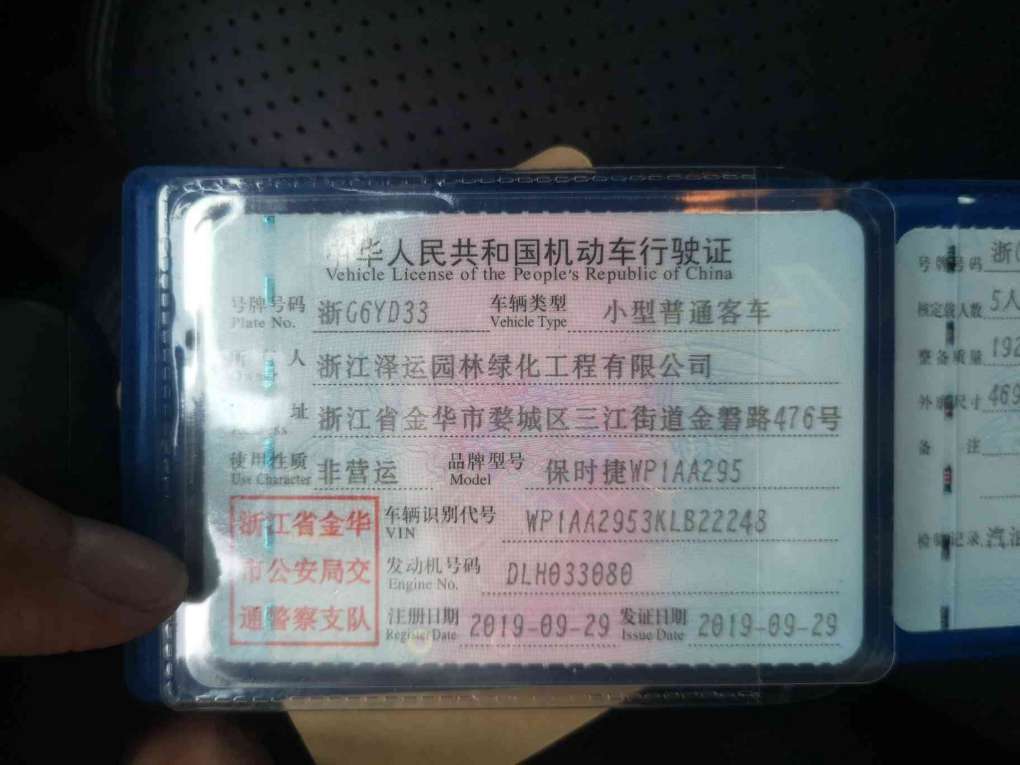 中华人民共和国机动车行驶证
Vehicle License of the People's Republic of China
号牌号码 浙G6YD33 车辆类型 小型普通客车
Plate No. Vehicle Type
人 浙江泽运园林绿化工程有限公司
址 浙江省金华市婺城区三江街道金磐路476号
使用性质 非营运 品牌型号 保时捷WP1AA295
Use Character Model
浙江省金华
市公安局交
通警察支队
车辆识别代号 WP1AA2953KLB22248
VIN
发动机号码 DLH033080
Engine No.
注册日期 2019-09-29 发证日期 2019-09-29
Register Date Issue Date
号牌号码 浙
核定载人数 5人
整备质量 192
外廓尺寸 469
备 注
检验记录 汽油